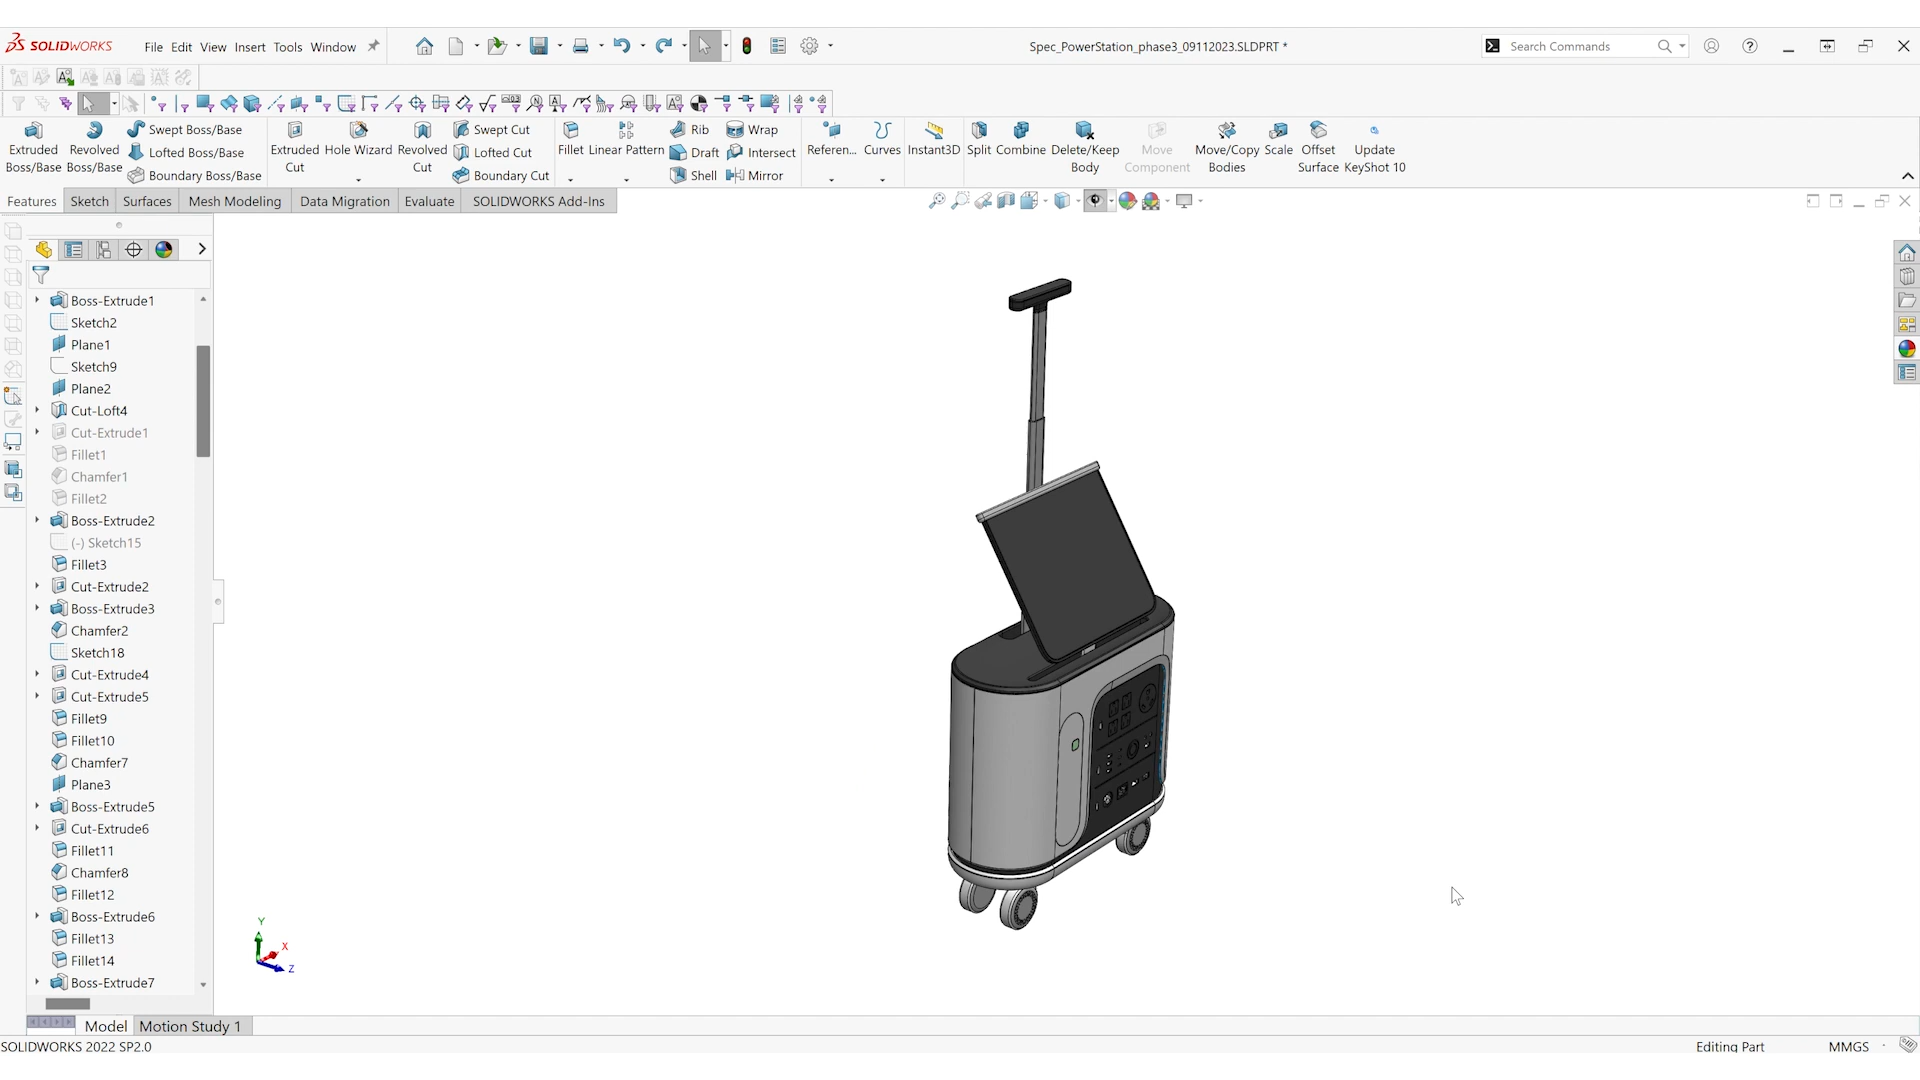 SOLIDWORKS
File Edit View Insert Tools Window
Spec_PowerStation_phase3_09112023.SLDPRT *
Search Commands
Extruded Boss/Base
Revolved Boss/Base
Swept Boss/Base
Lofted Boss/Base
Boundary Boss/Base
Extruded Cut
Hole Wizard
Revolved Cut
Swept Cut
Lofted Cut
Boundary Cut
Fillet
Linear Pattern
Rib
Draft
Shell
Wrap
Intersect
Mirror
Referen...
Curves
Instant3D
Split
Combine
Delete/Keep Body
Move Component
Move/Copy Bodies
Scale
Offset Surface
Update KeyShot 10
Features Sketch Surfaces Mesh Modeling Data Migration Evaluate SOLIDWORKS Add-Ins
Boss-Extrude1
Sketch2
Plane1
Sketch9
Plane2
Cut-Loft4
Cut-Extrude1
Fillet1
Chamfer1
Fillet2
Boss-Extrude2
(-) Sketch15
Fillet3
Cut-Extrude2
Boss-Extrude3
Chamfer2
Sketch18
Cut-Extrude4
Cut-Extrude5
Fillet9
Fillet10
Chamfer7
Plane3
Boss-Extrude5
Cut-Extrude6
Fillet11
Chamfer8
Fillet12
Boss-Extrude6
Fillet13
Fillet14
Boss-Extrude7
Y
X
Z
Model Motion Study 1
SOLIDWORKS 2022 SP2.0
Editing Part
MMGS